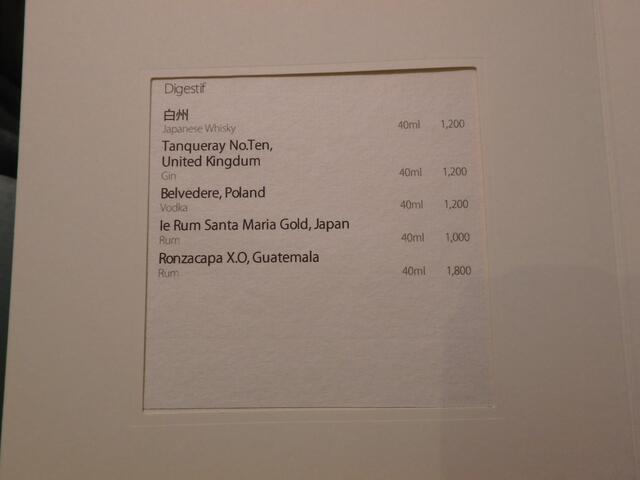 Digestif
白州
Japanese Whisky 40ml 1,200
Tanqueray No.Ten,
United Kingdum
Gin 40ml 1,200
Belvedere, Poland
Vodka 40ml 1,200
Ie Rum Santa Maria Gold, Japan
Rum 40ml 1,000
Ronzacapa X.O, Guatemala
Rum 40ml 1,800